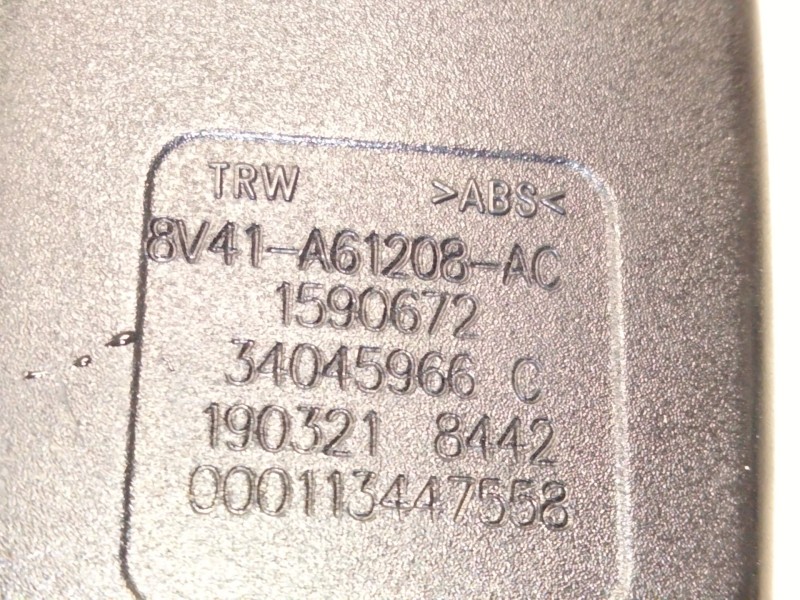 TRW >ABS<
8V41-A61208-AC
1590672
34045966 C
190321 8442
000113447558